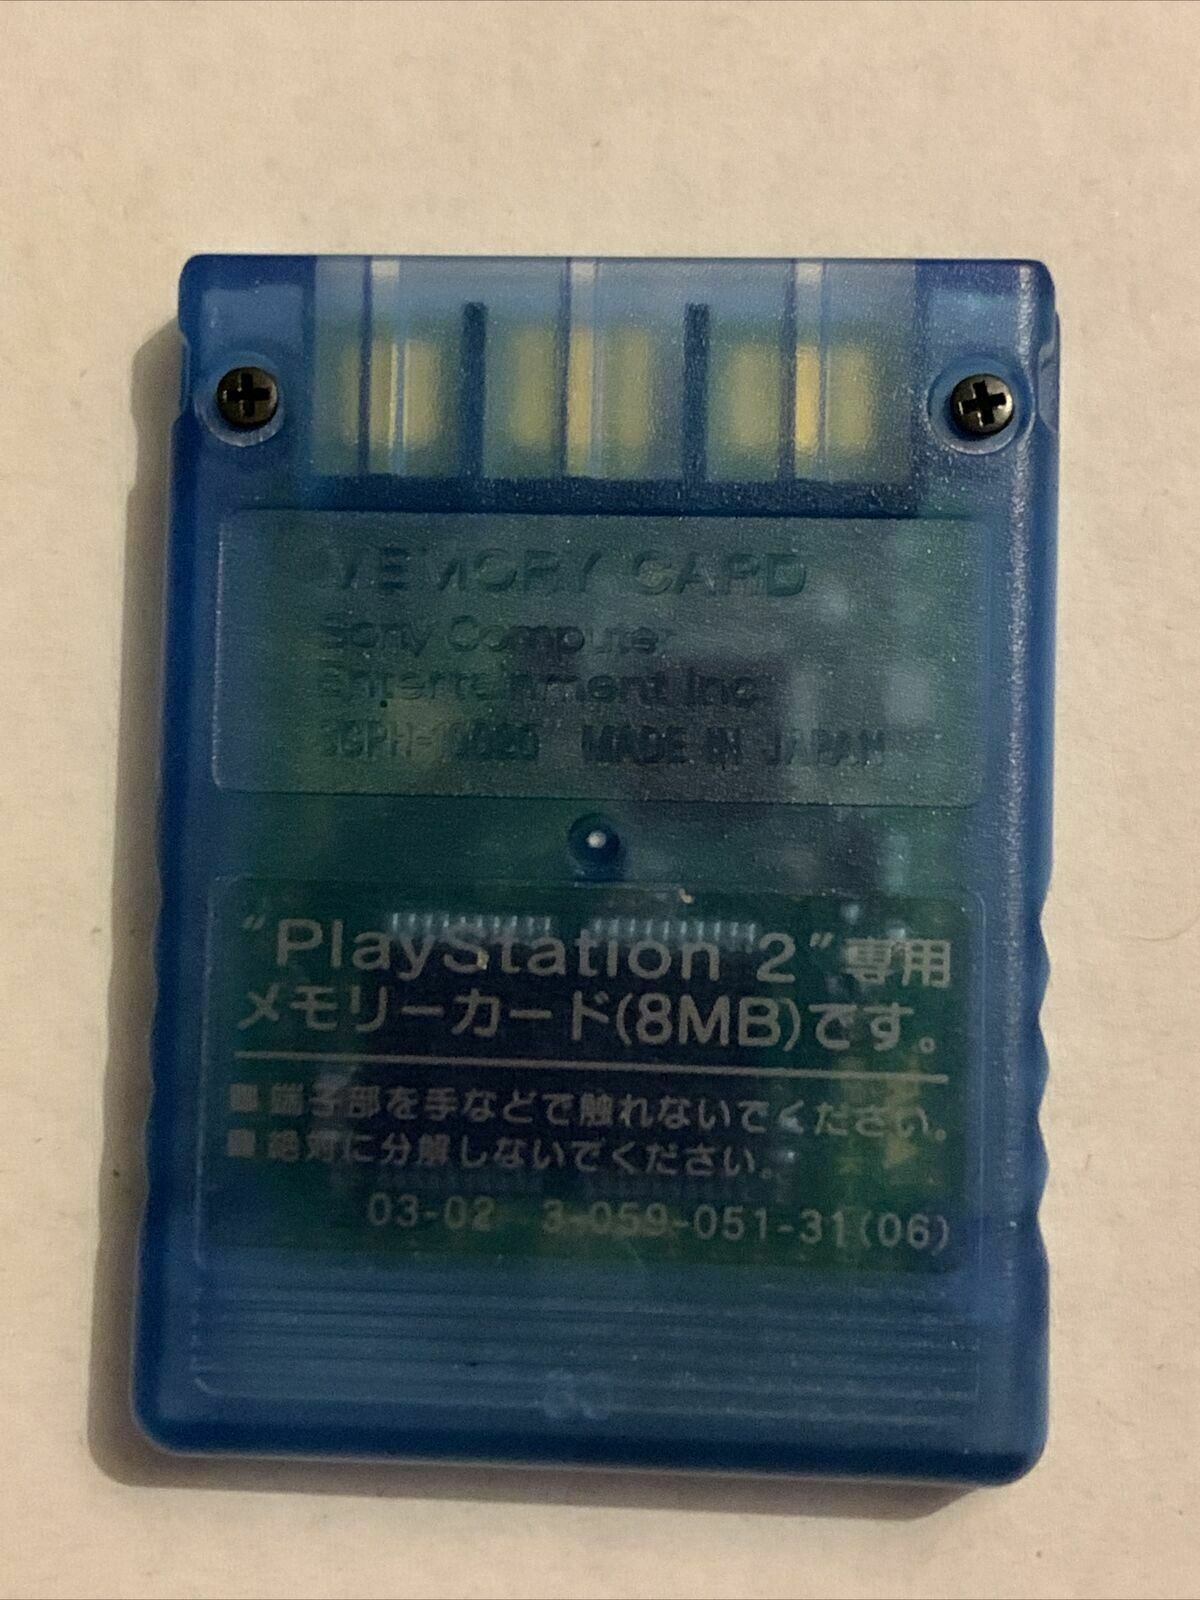 MEMORY CARD
Sony Computer
Entertainment Inc.
SCPH-10020 MADE IN JAPAN
"PlayStation 2"専用
メモリーカード(8MB)です。
■ 端子部を手などで触れないでください。
■ 絶対に分解しないでください。
03-02 3-059-051-31(06)